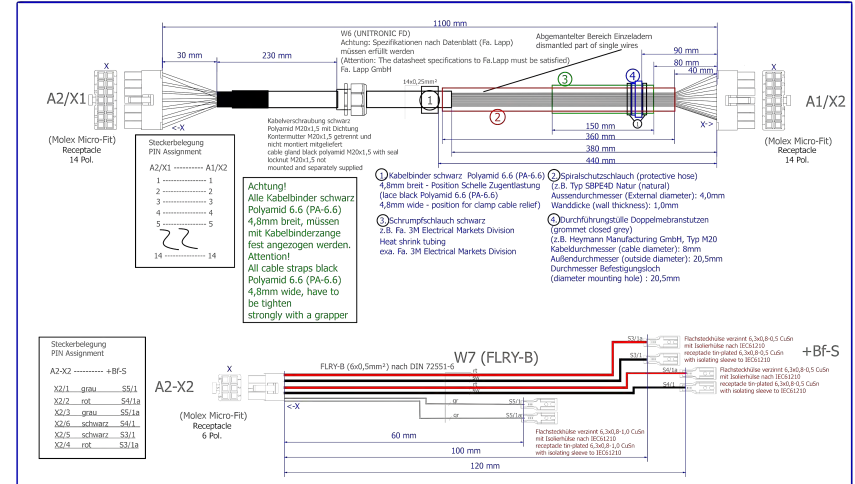 1100 mm
W6 (UNITRONIC FD)
Achtung: Spezifikationen nach Datenblatt (Fa. Lapp)
müssen erfüllt werden
(Attention: The datasheet specifications to Fa.Lapp must be satisfied)
Fa. Lapp GmbH
Abgemantelter Bereich Einzeladern
dismantled part of single wires
30 mm
230 mm
90 mm
80 mm
40 mm
14x0,25mm²
X
X
A2/X1
A1/X2
1
2
3
4
1
<-X
X->
(Molex Micro-Fit)
Receptacle
14 Pol.
(Molex Micro-Fit)
Receptacle
14 Pol.
150 mm
360 mm
380 mm
440 mm
Kabelverschraubung schwarz
Polyamid M20x1,5 mit Dichtung
Kontermutter M20x1,5 getrennt und
nicht montiert mitgeliefert
cable gland black polyamid M20x1,5 with seal
locknut M20x1,5 not
mounted and separately supplied
Steckerbelegung
PIN Assignment
A2/X1 ---------- A1/X2
1 --------------- 2
2 --------------- 2
3 --------------- 3
4 --------------- 4
5 --------------- 5
14 -------------- 14
Achtung!
Alle Kabelbinder schwarz
Polyamid 6.6 (PA-6.6)
4,8mm breit, müssen
mit Kabelbinderzange
fest angezogen werden.
Attention!
All cable straps black
Polyamid 6.6 (PA-6.6)
4,8mm wide, have to
be tighten
strongly with a grapper
1 Kabelbinder schwarz Polyamid 6.6 (PA-6.6)
4,8mm breit - Position Schelle Zugentlastung
(lace black Polyamid 6.6 (PA-6.6)
4,8mm wide - position for clamp cable relief)
3 Schrumpfschlauch schwarz
z.B. Fa. 3M Electrical Markets Division
Heat shrink tubing
exa. Fa. 3M Electrical Markets Division
2 Spiralschutzschlauch (protective hose)
(z.B. Typ SBPE4D Natur (natural)
Aussendurchmesser (External diameter): 4,0mm
Wanddicke (wall thickness): 1,0mm
4 Durchführungstülle Doppelmebranstutzen
(grommet closed grey)
(z.B. Heymann Manufacturing GmbH, Typ M20
Kabeldurchmesser (cable diameter): 8mm
Außendurchmesser (outside diameter): 20,5mm
Durchmesser Befestigungsloch
(diameter mounting hole) : 20,5mm
Steckerbelegung
PIN Assignment
A2-X2 ---------- +Bf-S
X2/1 grau S5/1
X2/2 rot S4/1a
X2/3 grau S5/1a
X2/6 schwarz S4/1
X2/5 schwarz S3/1
X2/4 rot S3/1a
X
A2-X2
<-X
(Molex Micro-Fit)
Receptacle
6 Pol.
FLRY-B (6x0,5mm²) nach DIN 72551-6
W7 (FLRY-B)
gr
gr
S3/1a
S3/1
S4/1a
S4/1
S5/1
S5/1a
+Bf-S
Flachsteckhülse verzinnt 6,3x0,8-0,5 CuSn
mit Isolierhülse nach IEC61210
receptacle tin-plated 6,3x0,8-0,5 CuSn
with isolating sleeve to IEC61210
Flachsteckhülse verzinnt 6,3x0,8-0,5 CuSn
mit Isolierhülse nach IEC61210
receptacle tin-plated 6,3x0,8-0,5 CuSn
with isolating sleeve to IEC61210
Flachsteckhülse verzinnt 6,3x0,8-1,0 CuSn
mit Isolierhülse nach IEC61210
receptacle tin-plated 6,3x0,8-1,0 CuSn
with isolating sleeve to IEC61210
60 mm
100 mm
120 mm